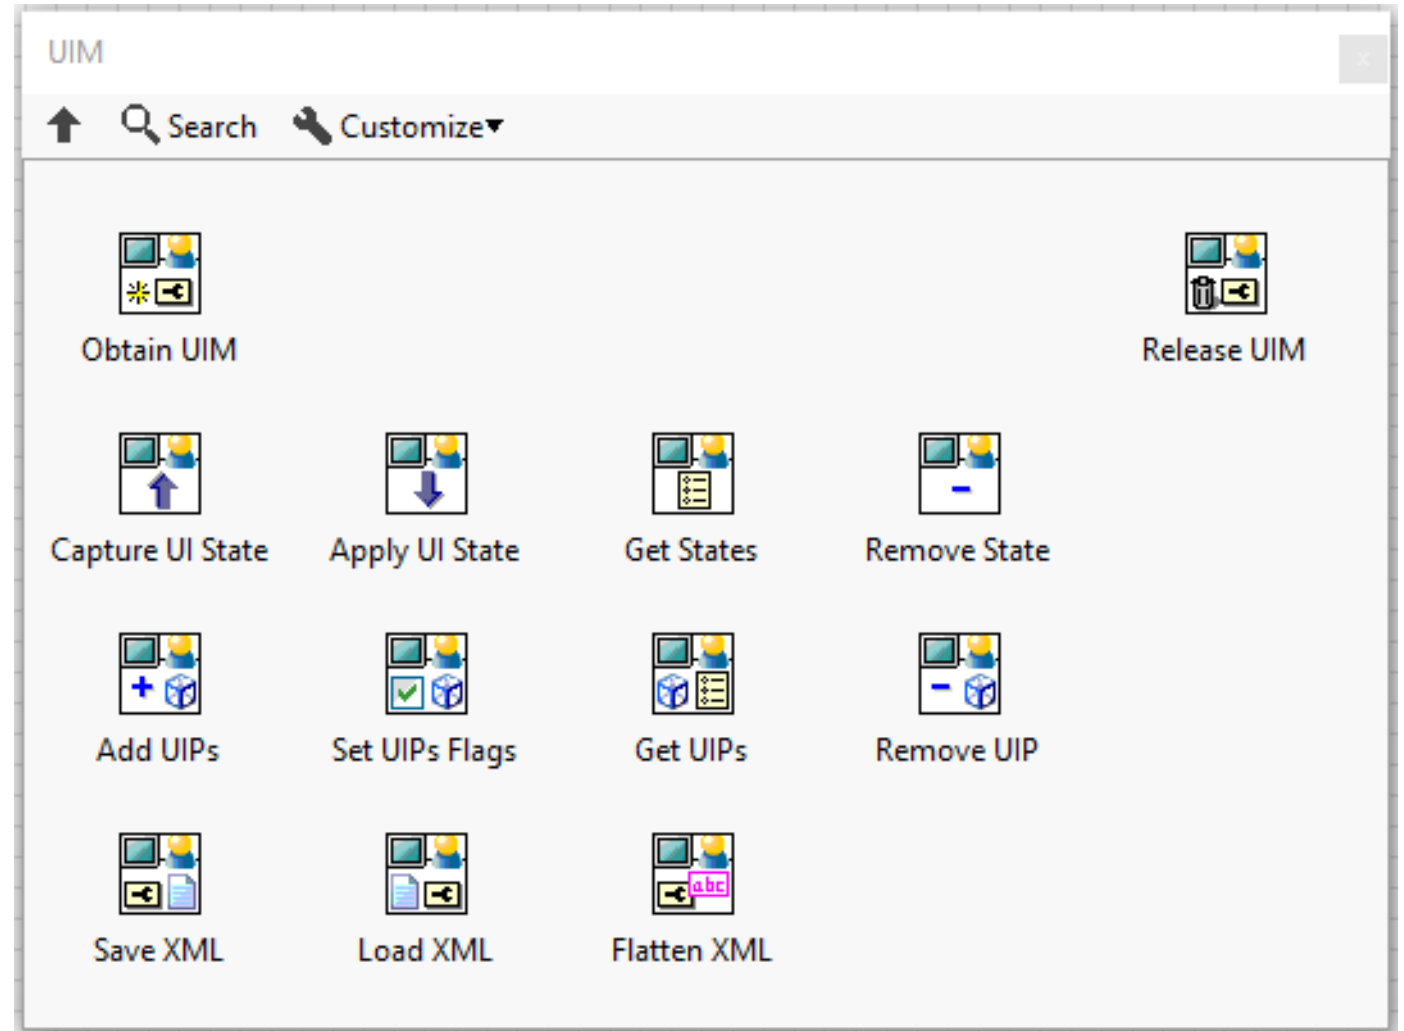 UIM
x
Search Customize
Obtain UIM Release UIM
Capture UI State Apply UI State Get States Remove State
Add UIPs Set UIPs Flags Get UIPs Remove UIP
abc
Save XML Load XML Flatten XML